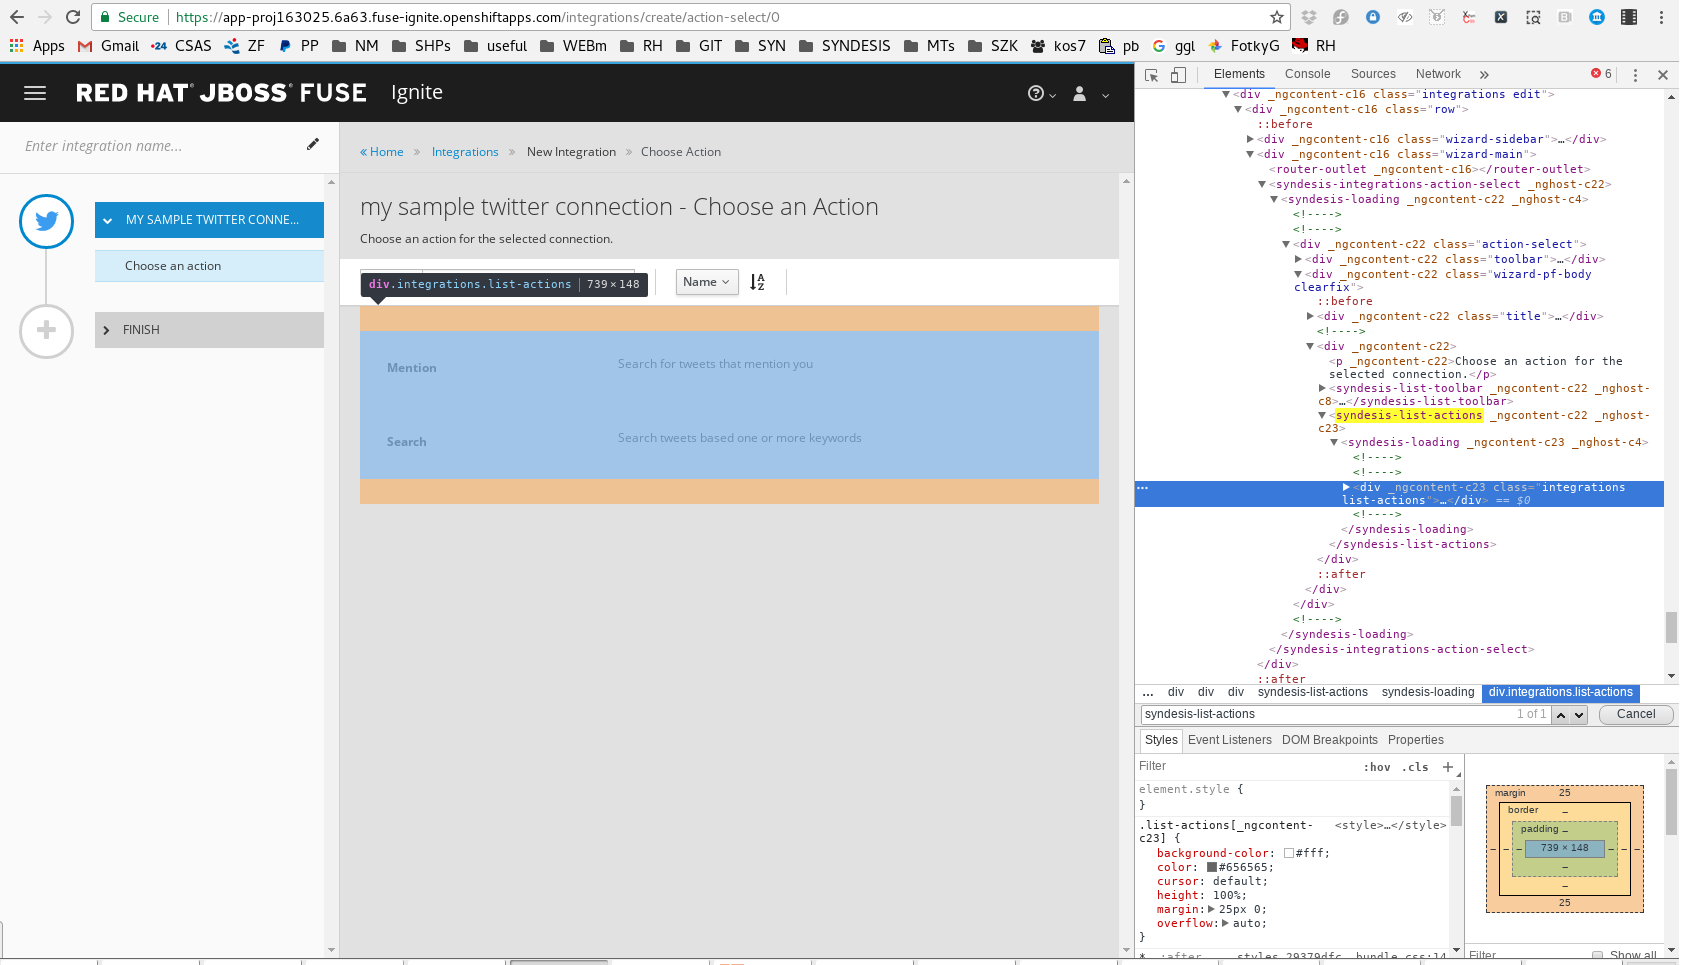 Secure https://app-proj163025.6a63.fuse-ignite.openshiftapps.com/integrations/create/action-select/0
Apps Gmail -24 CSAS ZF PP NM SHPs useful WEBm RH GIT SYN SYNDESIS MTs SZK kos7 pb ggl FotkyG RH
RED HAT JBOSS FUSE Ignite
Enter integration name...
MY SAMPLE TWITTER CONNE...
Choose an action
FINISH
« Home » Integrations » New Integration » Choose Action
my sample twitter connection - Choose an Action
Choose an action for the selected connection.
div.integrations.list-actions 739 × 148
Name
Mention Search for tweets that mention you
Search Search tweets based one or more keywords
Elements Console Sources Network » 6
<div _ngcontent-c16 class="integrations edit">
<div _ngcontent-c16 class="row">
::before
<div _ngcontent-c16 class="wizard-sidebar">…</div>
<div _ngcontent-c16 class="wizard-main">
<router-outlet _ngcontent-c16></router-outlet>
<syndesis-integrations-action-select _nghost-c22>
<syndesis-loading _ngcontent-c22 _nghost-c4>
<!---->
<!---->
<div _ngcontent-c22 class="action-select">
<div _ngcontent-c22 class="toolbar">…</div>
<div _ngcontent-c22 class="wizard-pf-body
clearfix">
::before
<div _ngcontent-c22 class="title">…</div>
<!---->
<div _ngcontent-c22>
<p _ngcontent-c22>Choose an action for the
selected connection.</p>
<syndesis-list-toolbar _ngcontent-c22 _nghost-
c8>…</syndesis-list-toolbar>
<syndesis-list-actions _ngcontent-c22 _nghost-
c23>
<syndesis-loading _ngcontent-c23 _nghost-c4>
<!---->
<!---->
… <div _ngcontent-c23 class="integrations
list-actions">…</div> == $0
<!---->
</syndesis-loading>
</syndesis-list-actions>
</div>
::after
</div>
</div>
<!---->
</syndesis-loading>
</syndesis-integrations-action-select>
</div>
::after
... div div div syndesis-list-actions syndesis-loading div.integrations.list-actions
syndesis-list-actions 1 of 1 Cancel
Styles Event Listeners DOM Breakpoints Properties
Filter :hov .cls +
element.style {
}
.list-actions[_ngcontent- <style>…</style>
c23] {
background-color: #fff;
color: #656565;
cursor: default;
height: 100%;
margin: 25px 0;
overflow: auto;
}
*, :after, styles.29379dfc…bundle.css:14
margin 25
border –
padding –
– – – 739 × 148 – – –
–
–
25
Filter Show all